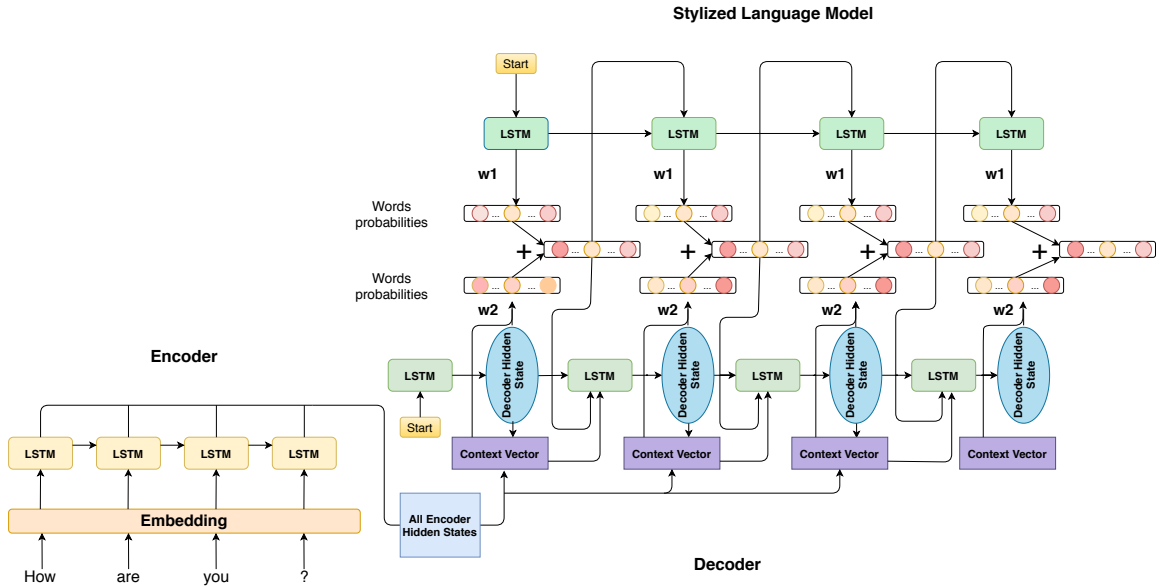 Stylized Language Model
Start
LSTM
LSTM
LSTM
LSTM
w1
w1
w1
w1
Words
probabilities
... ...
... ...
... ...
... ...
+
... ...
+
... ...
+
... ...
+
... ...
Words
probabilities
... ...
... ...
... ...
... ...
w2
w2
w2
w2
Encoder
LSTM
Decoder Hidden
State
LSTM
Decoder Hidden
State
LSTM
Decoder Hidden
State
LSTM
Decoder Hidden
State
Start
LSTM
LSTM
LSTM
LSTM
Context Vector
Context Vector
Context Vector
Context Vector
Embedding
All Encoder
Hidden States
How are you ?
Decoder